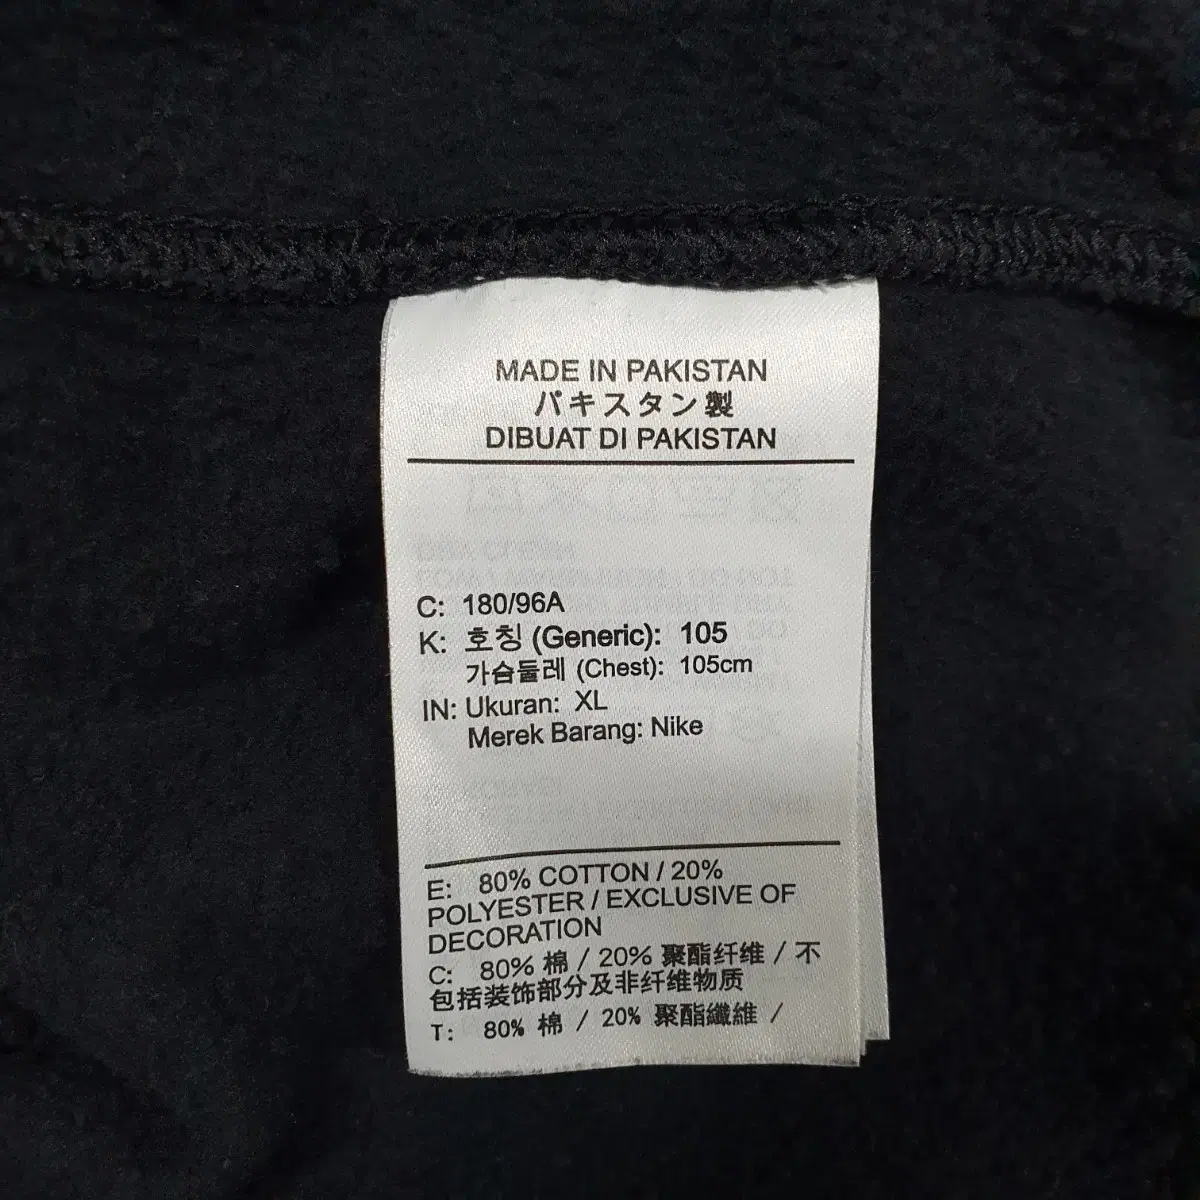 MADE IN PAKISTAN
パキスタン製
DIBUAT DI PAKISTAN
C: 180/96A
K: 호칭 (Generic): 105
가슴둘레 (Chest): 105cm
IN: Ukuran: XL
Merek Barang: Nike
E: 80% COTTON / 20%
POLYESTER / EXCLUSIVE OF
DECORATION
C: 80% 棉 / 20% 聚酯纤维 / 不
包括装饰部分及非纤维物质
T: 80% 棉 / 20% 聚酯纖維 /